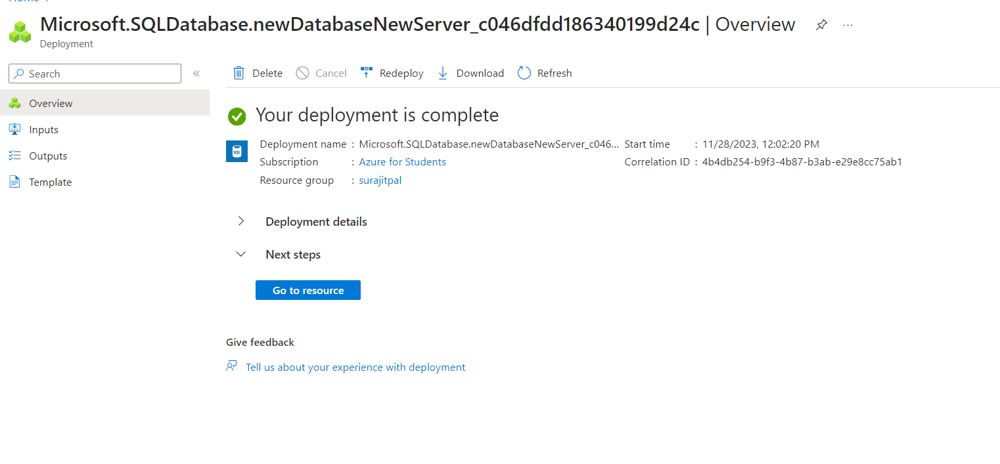 Microsoft.SQLDatabase.newDatabaseNewServer_c046dfdd186340199d24c | Overview
Deployment
Search
Overview
Inputs
Outputs
Template
Delete Cancel Redeploy Download Refresh
Your deployment is complete
Deployment name : Microsoft.SQLDatabase.newDatabaseNewServer_c046... Start time : 11/28/2023, 12:02:20 PM
Subscription : Azure for Students Correlation ID : 4b4db254-b9f3-4b87-b3ab-e29e8cc75ab1
Resource group : surajitpal
Deployment details
Next steps
Go to resource
Give feedback
Tell us about your experience with deployment